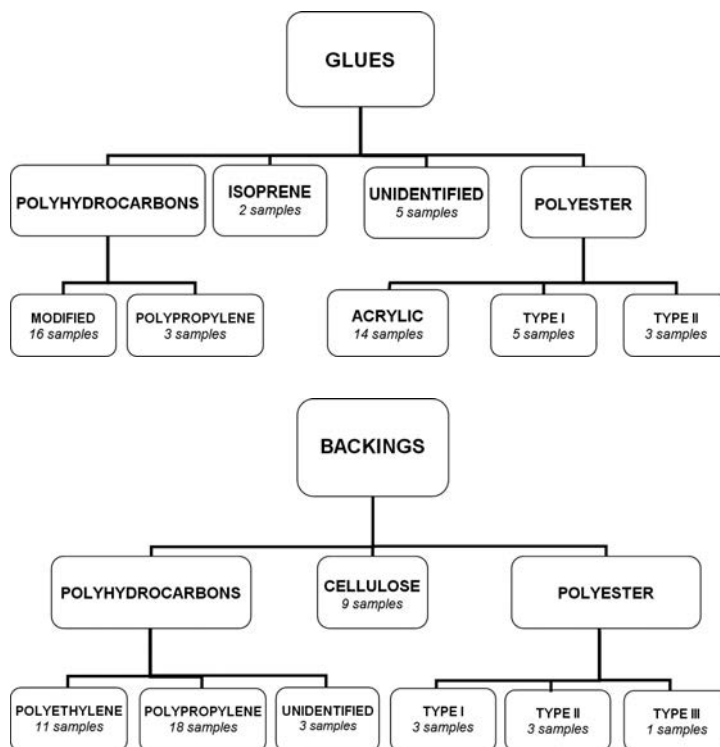 GLUES
POLYHYDROCARBONS
ISOPRENE
2 samples
UNIDENTIFIED
5 samples
POLYESTER
MODIFIED
16 samples
POLYPROPYLENE
3 samples
ACRYLIC
14 samples
TYPE I
5 samples
TYPE II
3 samples
BACKINGS
POLYHYDROCARBONS
CELLULOSE
9 samples
POLYESTER
POLYETHYLENE
11 samples
POLYPROPYLENE
18 samples
UNIDENTIFIED
3 samples
TYPE I
3 samples
TYPE II
3 samples
TYPE III
1 samples